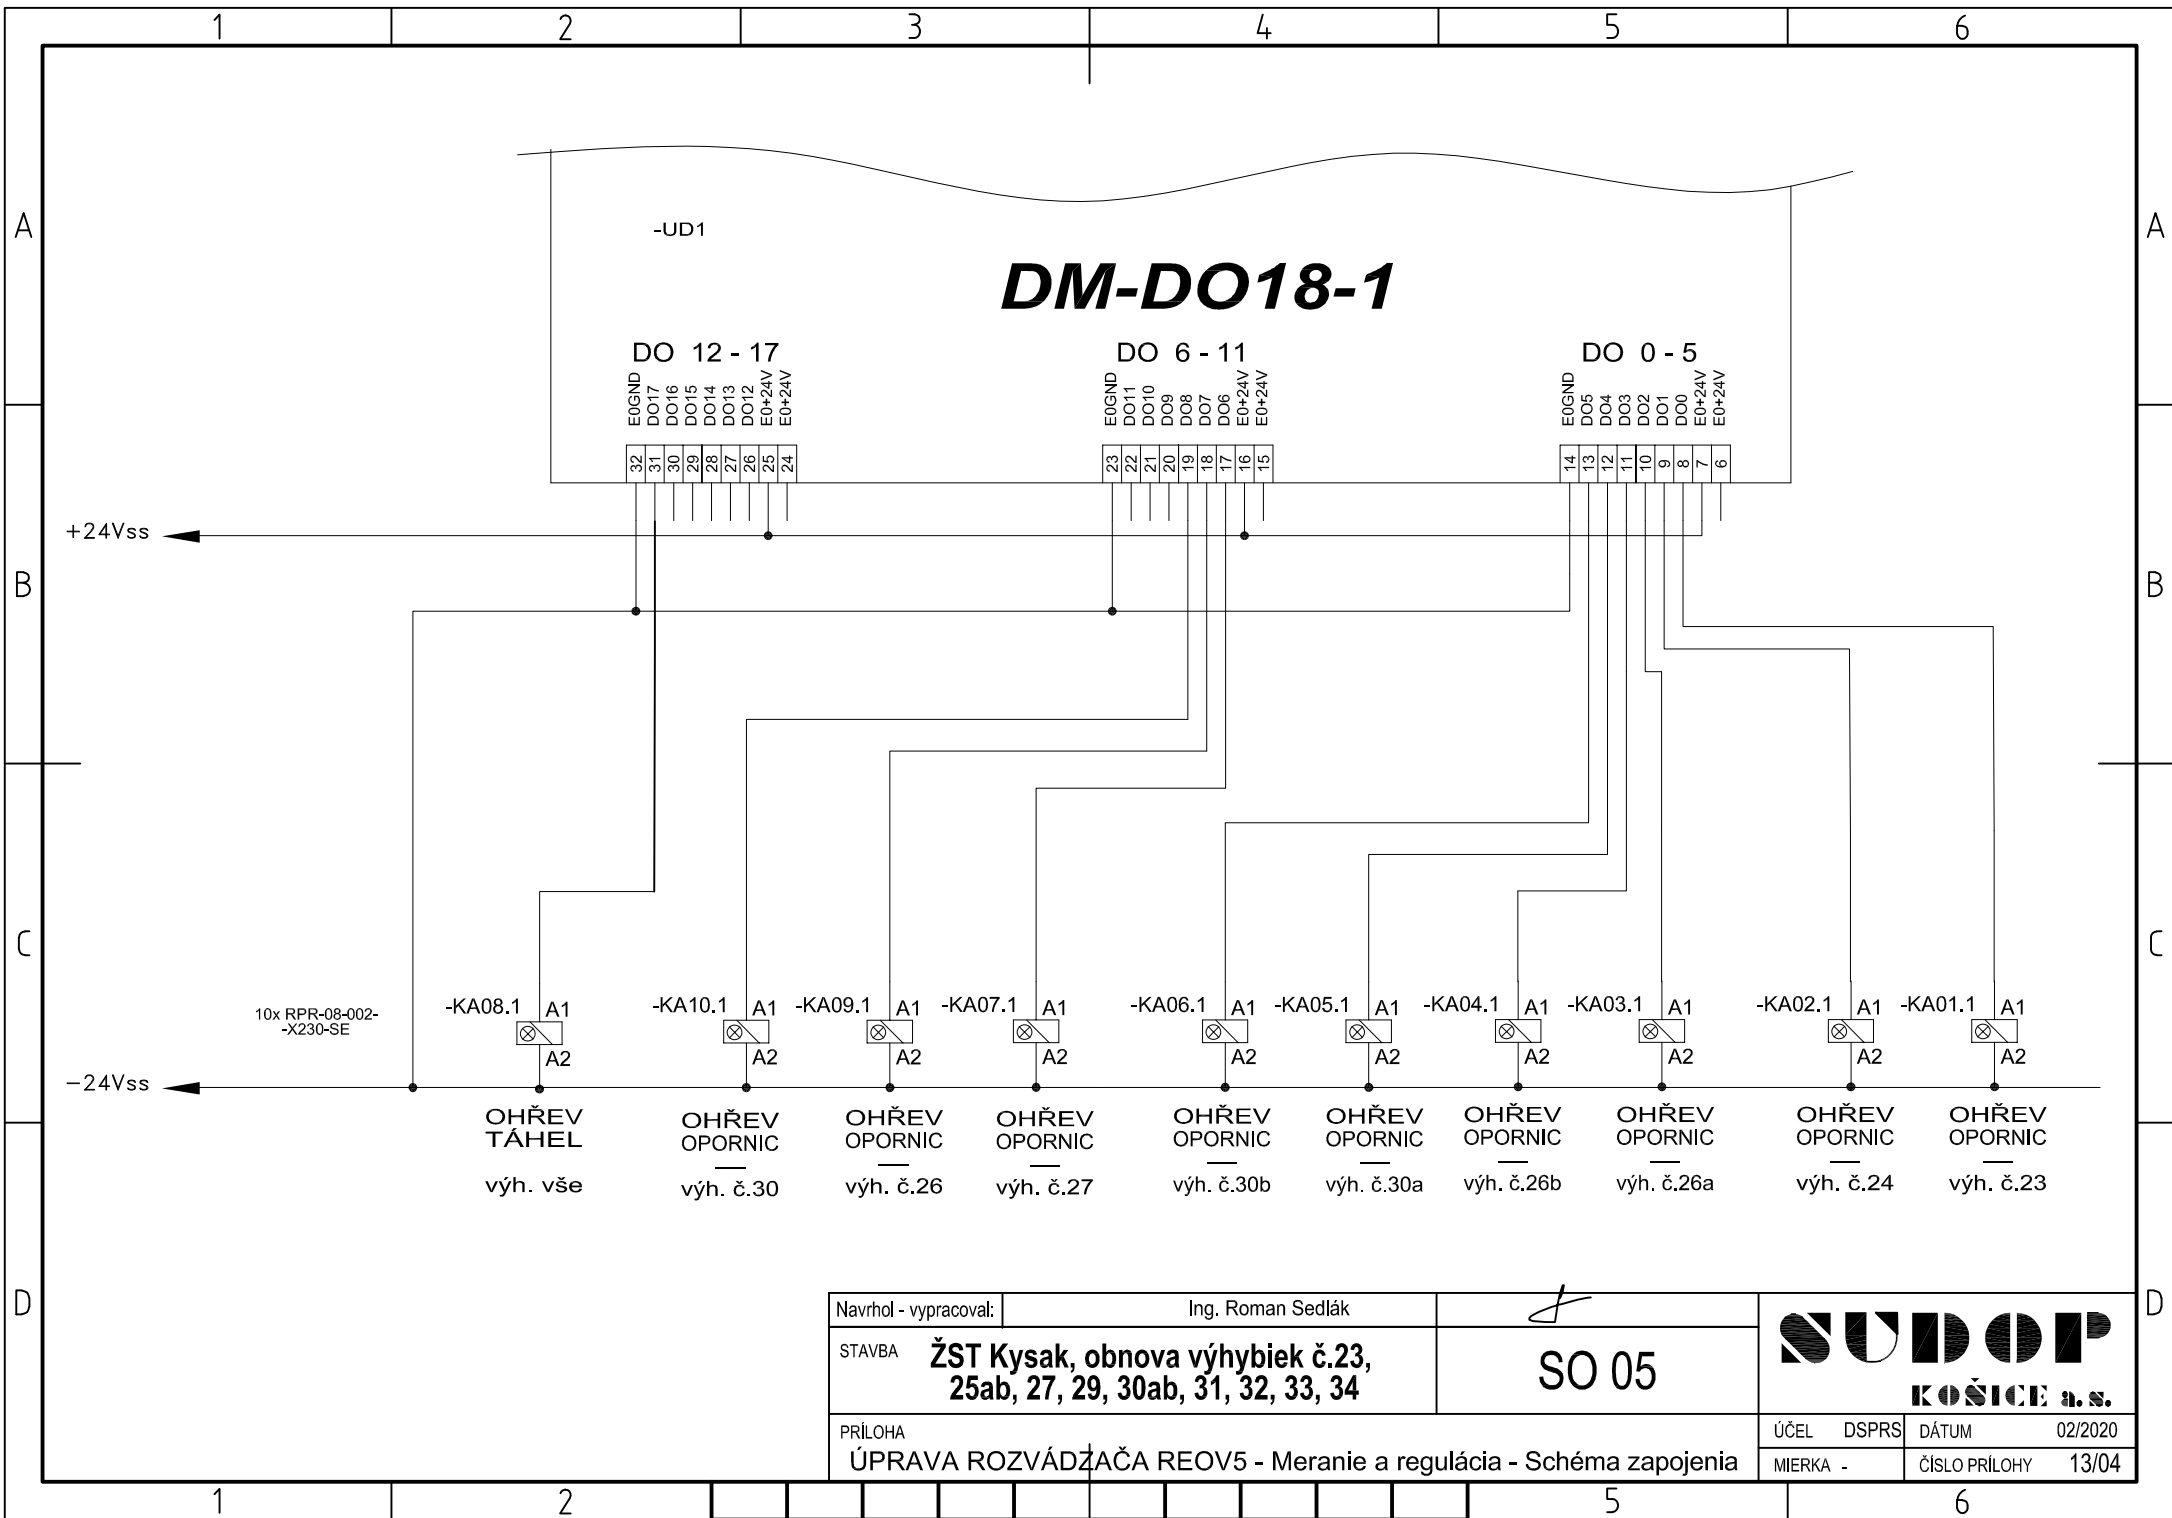 1 2 3 4 5 6
A A
-UD1
DM-DO18-1
DO 12 - 17 DO 6 - 11 DO 0 - 5
E0GND DO17 DO16 DO15 DO14 DO13 DO12 E0+24V E0+24V
E0GND DO11 DO10 DO9 DO8 DO7 DO6 E0+24V E0+24V
E0GND DO5 DO4 DO3 DO2 DO1 DO0 E0+24V E0+24V
32 31 30 29 28 27 26 25 24
23 22 21 20 19 18 17 16 15
14 13 12 11 10 9 8 7 6
+24Vss
B B
C C
10x RPR-08-002-
-X230-SE
-KA08.1 A1 -KA10.1 A1 -KA09.1 A1 -KA07.1 A1 -KA06.1 A1 -KA05.1 A1 -KA04.1 A1 -KA03.1 A1 -KA02.1 A1 -KA01.1 A1
A2 A2 A2 A2 A2 A2 A2 A2 A2 A2
-24Vss
OHŘEV
TÁHEL
výh. vše
OHŘEV
OPORNIC
výh. č.30
OHŘEV
OPORNIC
výh. č.26
OHŘEV
OPORNIC
výh. č.27
OHŘEV
OPORNIC
výh. č.30b
OHŘEV
OPORNIC
výh. č.30a
OHŘEV
OPORNIC
výh. č.26b
OHŘEV
OPORNIC
výh. č.26a
OHŘEV
OPORNIC
výh. č.24
OHŘEV
OPORNIC
výh. č.23
D D
Navrhol - vypracoval: Ing. Roman Sedlák
STAVBA ŽST Kysak, obnova výhybiek č.23,
25ab, 27, 29, 30ab, 31, 32, 33, 34
SO 05
SUDOP
KOŠICE a. s.
PRÍLOHA
ÚPRAVA ROZVÁDZAČA REOV5 - Meranie a regulácia - Schéma zapojenia
ÚČEL DSPRS DÁTUM 02/2020
MIERKA - ČÍSLO PRÍLOHY 13/04
1 2 5 6